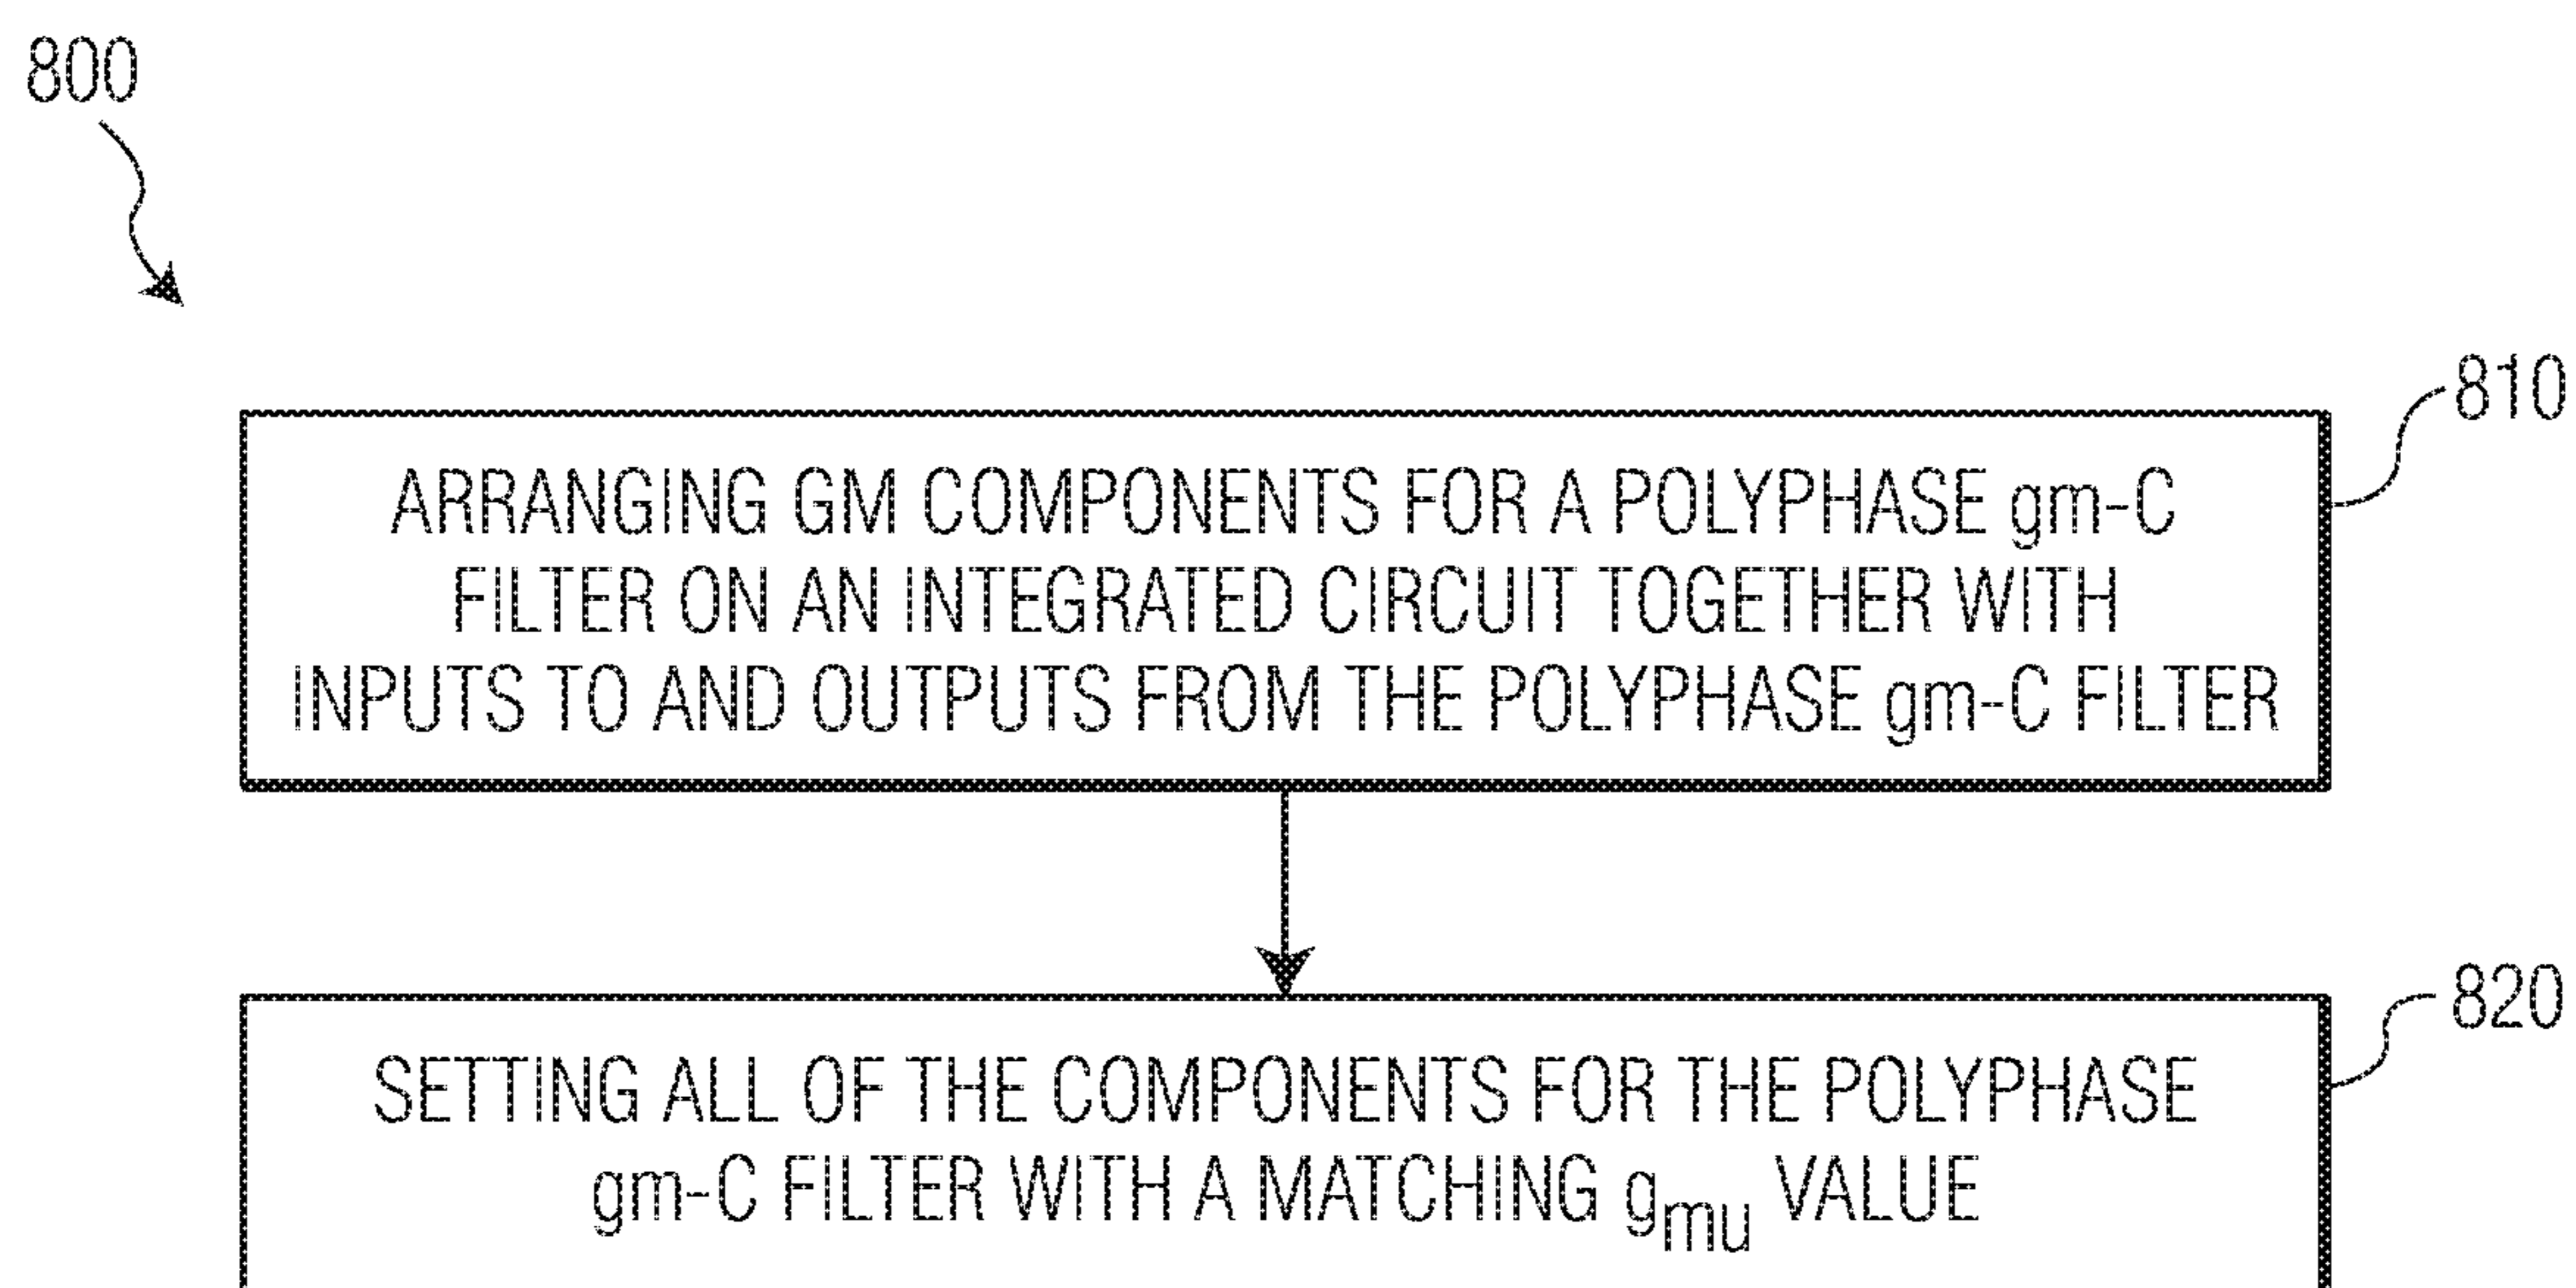 800
810
ARRANGING GM COMPONENTS FOR A POLYPHASE gm-C
FILTER ON AN INTEGRATED CIRCUIT TOGETHER WITH
INPUTS TO AND OUTPUTS FROM THE POLYPHASE gm-C FILTER
820
SETTING ALL OF THE COMPONENTS FOR THE POLYPHASE
gm-C FILTER WITH A MATCHING gmu VALUE